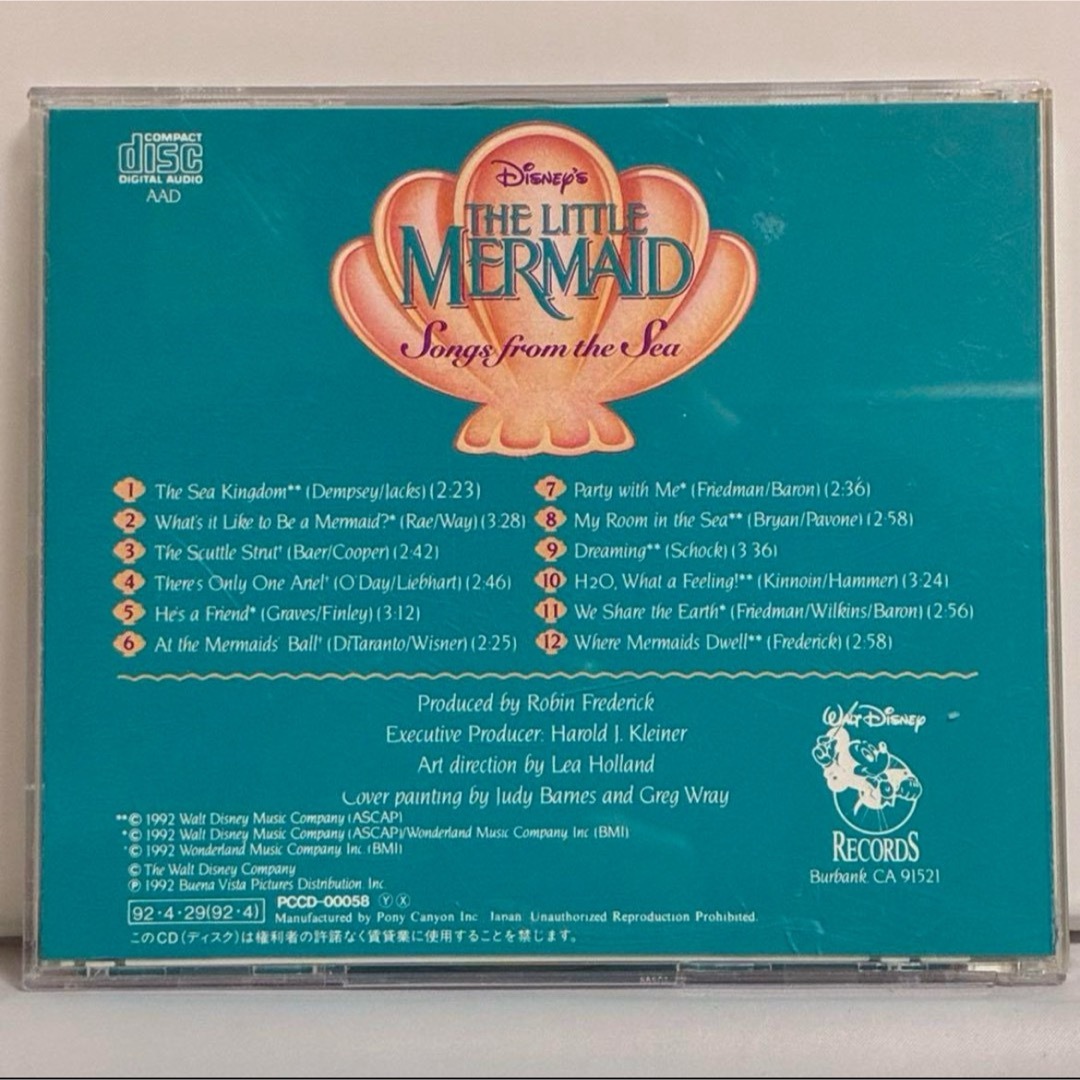 COMPACT
disc
DIGITAL AUDIO
AAD
DISNEY'S
THE LITTLE
MERMAID
Songs from the Sea
1 The Sea Kingdom** (Dempsey/Jacks) (2:23)
2 What's it Like to Be a Mermaid?* (Rae/Way) (3:28)
3 The Scuttle Strut* (Baer/Cooper) (2:42)
4 There's Only One Ariel* (O'Day/Liebhart) (2:46)
5 He's a Friend* (Graves/Finley) (3:12)
6 At the Mermaids' Ball* (DiTaranto/Wisner) (2:25)
7 Party with Me* (Friedman/Baron) (2:36)
8 My Room in the Sea** (Bryan/Pavone) (2:58)
9 Dreaming** (Schock) (3:36)
10 H2O, What a Feeling!** (Kinnoin/Hammer) (3:24)
11 We Share the Earth* (Friedman/Wilkins/Baron) (2:56)
12 Where Mermaids Dwell** (Frederick) (2:58)
Produced by Robin Frederick
Executive Producer: Harold J. Kleiner
Art direction by Lea Holland
Cover painting by Judy Barnes and Greg Wray
**© 1992 Walt Disney Music Company (ASCAP)
*© 1992 Walt Disney Music Company (ASCAP)/Wonderland Music Company, Inc (BMI)
*© 1992 Wonderland Music Company, Inc. (BMI)
© The Walt Disney Company
℗ 1992 Buena Vista Pictures Distribution, Inc
92・4・29(92・4) PCCD-00058 Ⓨ Ⓧ
Manufactured by Pony Canyon Inc. Japan. Unauthorized Reproduction Prohibited.
このCD(ディスク)は権利者の許諾なく賃貸業に使用することを禁じます。
WALT DISNEY
RECORDS
Burbank, CA 91521